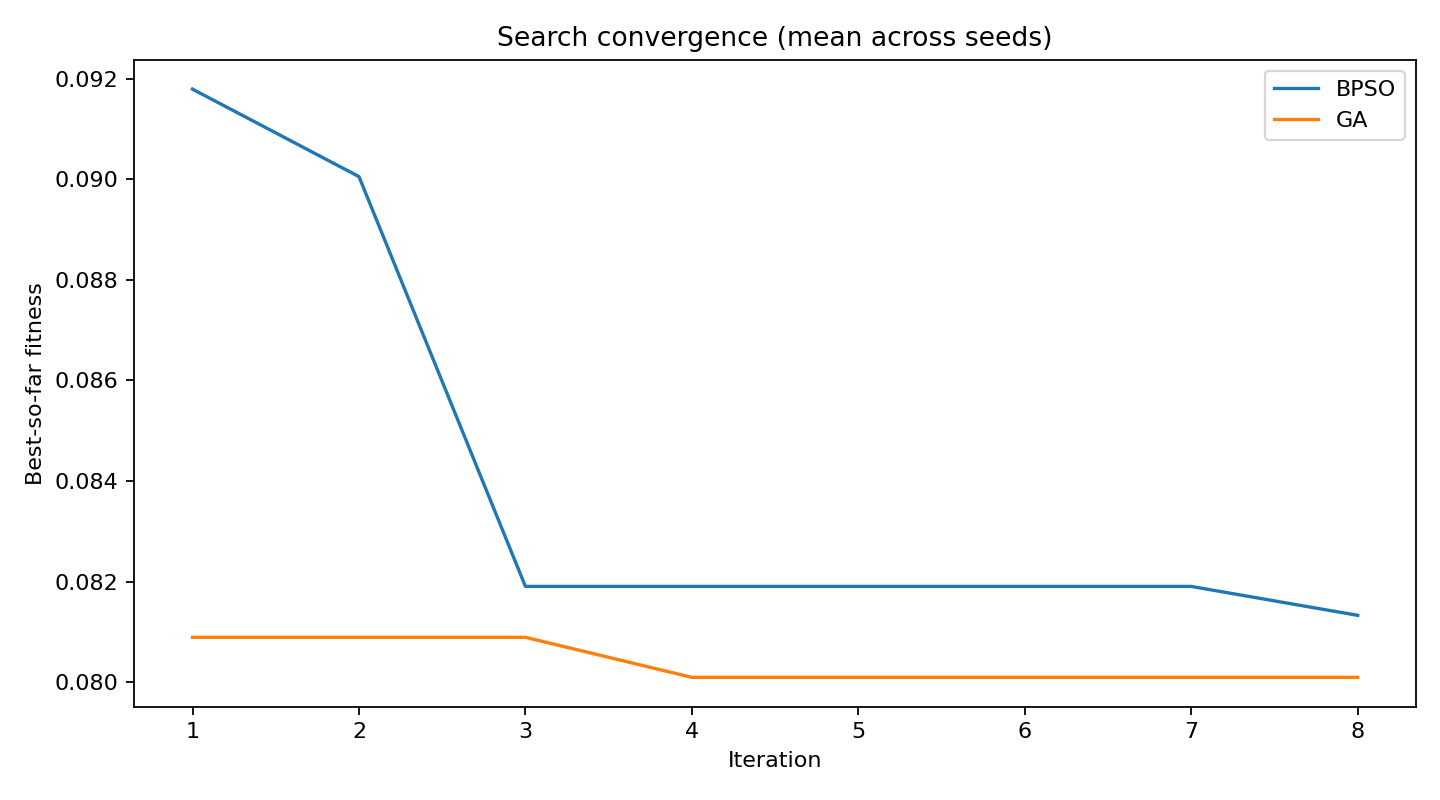 Search convergence (mean across seeds)
BPSO
GA
Best-so-far fitness
0.092
0.090
0.088
0.086
0.084
0.082
0.080
1 2 3 4 5 6 7 8
Iteration